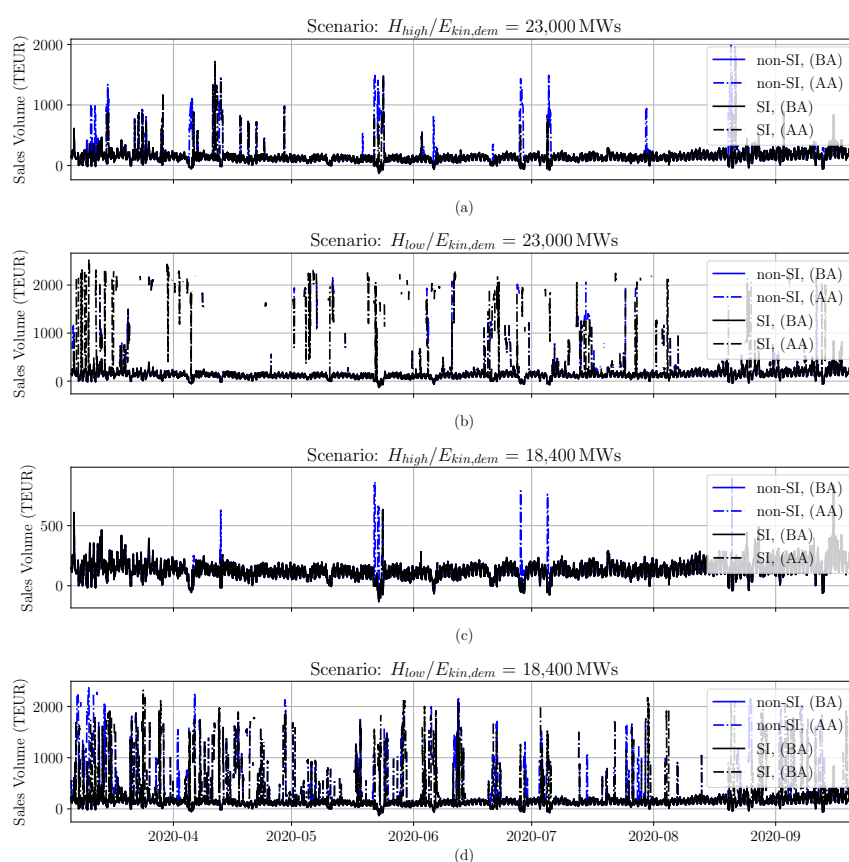 Scenario: H_high/E_kin,dem = 23,000 MWs
Sales Volume (TEUR)
2000
1000
0
non-SI, (BA)
non-SI, (AA)
SI, (BA)
SI, (AA)
(a)
Scenario: H_low/E_kin,dem = 23,000 MWs
Sales Volume (TEUR)
2000
1000
0
non-SI, (BA)
non-SI, (AA)
SI, (BA)
SI, (AA)
(b)
Scenario: H_high/E_kin,dem = 18,400 MWs
Sales Volume (TEUR)
500
0
non-SI, (BA)
non-SI, (AA)
SI, (BA)
SI, (AA)
(c)
Scenario: H_low/E_kin,dem = 18,400 MWs
Sales Volume (TEUR)
2000
1000
0
non-SI, (BA)
non-SI, (AA)
SI, (BA)
SI, (AA)
2020-04 2020-05 2020-06 2020-07 2020-08 2020-09
(d)